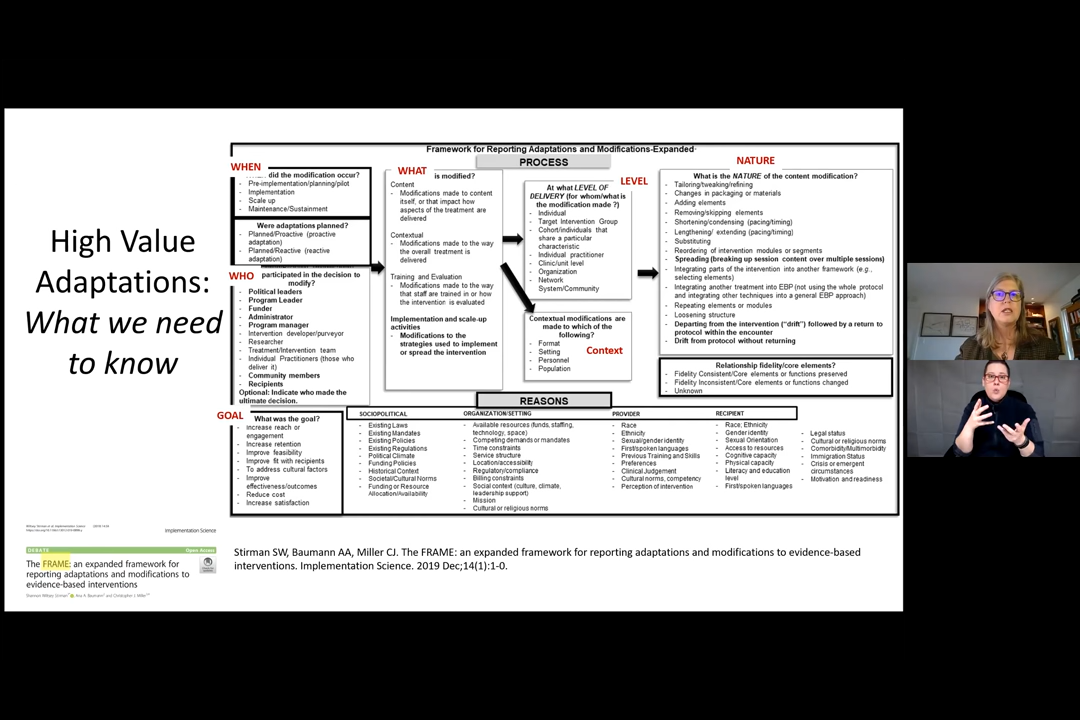 High Value
Adaptations:
What we need
to know
Framework for Reporting Adaptations and Modifications-Expanded
PROCESS
WHEN
did the modification occur?
- Pre-implementation/planning/pilot
- Implementation
- Scale up
- Maintenance/Sustainment
Were adaptations planned?
- Planned/Proactive (proactive
adaptation)
- Planned/Reactive (reactive
adaptation)
WHO
participated in the decision to
modify?
- Political leaders
- Program Leader
- Funder
- Administrator
- Program manager
- Intervention developer/purveyor
- Researcher
- Treatment/Intervention team
- Individual Practitioners (those who
deliver it)
- Community members
- Recipients
Optional: Indicate who made the
ultimate decision.
WHAT
is modified?
Content
- Modifications made to content
itself, or that impact how
aspects of the treatment are
delivered
Contextual
- Modifications made to the way
the overall treatment is
delivered
Training and Evaluation
- Modifications made to the way
that staff are trained in or how
the intervention is evaluated
Implementation and scale-up
activities
- Modifications to the
strategies used to implement
or spread the intervention
LEVEL
At what LEVEL OF
DELIVERY (for whom/what is
the modification made ?)
- Individual
- Target Intervention Group
- Cohort/individuals that
share a particular
characteristic
- Individual practitioner
- Clinic/unit level
- Organization
- Network
System/Community
Contextual modifications are
made to which of the
following?
- Format
- Setting
- Personnel
- Population
Context
NATURE
What is the NATURE of the content modification?
- Tailoring/tweaking/refining
- Changes in packaging or materials
- Adding elements
- Removing/skipping elements
- Shortening/condensing (pacing/timing)
- Lengthening/ extending (pacing/timing)
- Substituting
- Reordering of intervention modules or segments
- Spreading (breaking up session content over multiple sessions)
- Integrating parts of the intervention into another framework (e.g.,
selecting elements)
- Integrating another treatment into EBP (not using the whole protocol
and integrating other techniques into a general EBP approach)
- Repeating elements or modules
- Loosening structure
- Departing from the intervention (“drift”) followed by a return to
protocol within the encounter
- Drift from protocol without returning
Relationship fidelity/core elements?
- Fidelity Consistent/Core elements or functions preserved
- Fidelity Inconsistent/Core elements or functions changed
- Unknown
REASONS
GOAL
What was the goal?
- Increase reach or
engagement
- Increase retention
- Improve feasibility
- Improve fit with recipients
- To address cultural factors
- Improve
effectiveness/outcomes
- Reduce cost
- Increase satisfaction
SOCIOPOLITICAL
- Existing Laws
- Existing Mandates
- Existing Policies
- Existing Regulations
- Political Climate
- Funding Policies
- Historical Context
- Societal/Cultural Norms
- Funding or Resource
Allocation/Availability
ORGANIZATION/SETTING
- Available resources (funds, staffing,
technology, space)
- Competing demands or mandates
- Time constraints
- Service structure
- Location/accessibility
- Regulatory/compliance
- Billing constraints
- Social context (culture, climate,
leadership support)
- Mission
- Cultural or religious norms
PROVIDER
- Race
- Ethnicity
- Sexual/gender identity
- First/spoken languages
- Previous Training and Skills
- Preferences
- Clinical Judgement
- Cultural norms, competency
- Perception of intervention
RECIPIENT
- Race; Ethnicity
- Gender identity
- Sexual Orientation
- Access to resources
- Cognitive capacity
- Physical capacity
- Literacy and education
level
- First/spoken languages
- Legal status
- Cultural or religious norms
- Comorbidity/Multimorbidity
- Immigration Status
- Crisis or emergent
circumstances
- Motivation and readiness
Implementation Science
DEBATE
Open Access
The FRAME: an expanded framework for
reporting adaptations and modifications to
evidence-based interventions
Stirman SW, Baumann AA, Miller CJ. The FRAME: an expanded framework for reporting adaptations and modifications to evidence-based
interventions. Implementation Science. 2019 Dec;14(1):1-0.